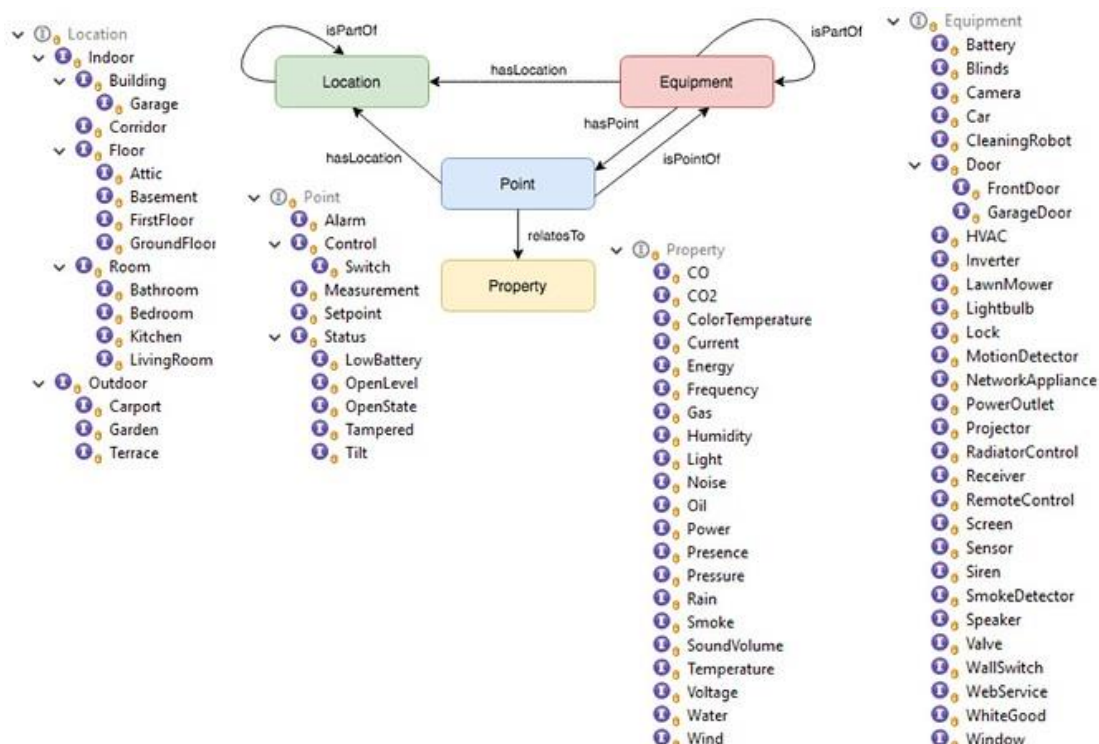 Location
Indoor
Building
Garage
Corridor
Floor
Attic
Basement
FirstFloor
GroundFloor
Room
Bathroom
Bedroom
Kitchen
LivingRoom
Outdoor
Carport
Garden
Terrace
isPartOf
Location
hasLocation
Equipment
isPartOf
hasPoint
isPointOf
hasLocation
Point
relatesTo
Property
Point
Alarm
Control
Switch
Measurement
Setpoint
Status
LowBattery
OpenLevel
OpenState
Tampered
Tilt
Property
CO
CO2
ColorTemperature
Current
Energy
Frequency
Gas
Humidity
Light
Noise
Oil
Power
Presence
Pressure
Rain
Smoke
SoundVolume
Temperature
Voltage
Water
Wind
Equipment
Battery
Blinds
Camera
Car
CleaningRobot
Door
FrontDoor
GarageDoor
HVAC
Inverter
LawnMower
Lightbulb
Lock
MotionDetector
NetworkAppliance
PowerOutlet
Projector
RadiatorControl
Receiver
RemoteControl
Screen
Sensor
Siren
SmokeDetector
Speaker
Valve
WallSwitch
WebService
WhiteGood
Window